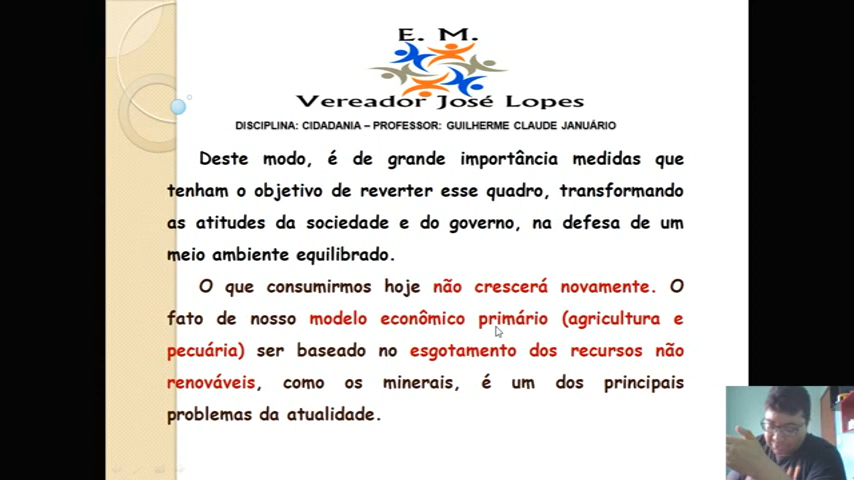 E. M.
Vereador José Lopes
DISCIPLINA: CIDADANIA – PROFESSOR: GUILHERME CLAUDE JANUÁRIO
Deste modo, é de grande importância medidas que
tenham o objetivo de reverter esse quadro, transformando
as atitudes da sociedade e do governo, na defesa de um
meio ambiente equilibrado.
O que consumirmos hoje não crescerá novamente. O
fato de nosso modelo econômico primário (agricultura e
pecuária) ser baseado no esgotamento dos recursos não
renováveis, como os minerais, é um dos principais
problemas da atualidade.